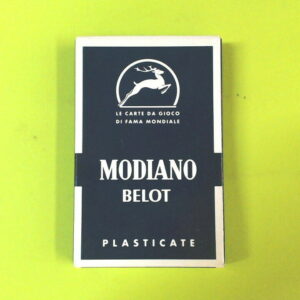 LE CARTE DA GIOCO
DI FAMA MONDIALE
MODIANO
BELOT
PLASTICATE